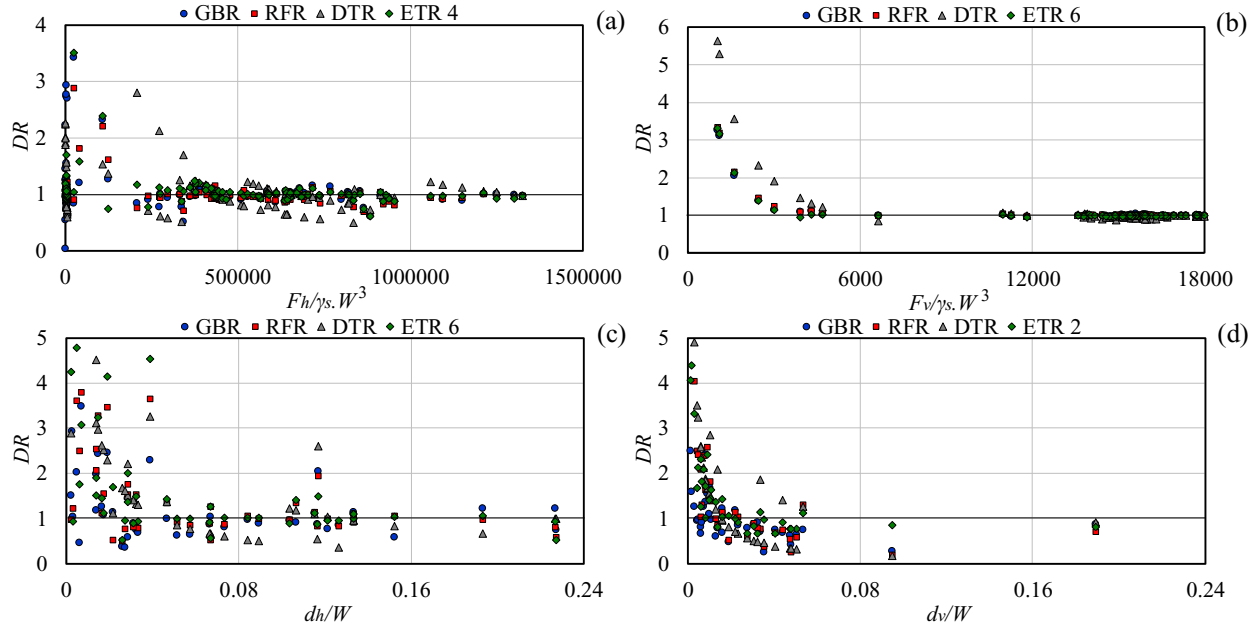 GBR RFR DTR ETR 4
(a)
4
3
2
1
0
DR
0 500000 1000000 1500000
Fh/γs.W³
GBR RFR DTR ETR 6
(b)
6
5
4
3
2
1
0
DR
0 6000 12000 18000
Fv/γs.W³
GBR RFR DTR ETR 6
(c)
5
4
3
2
1
0
DR
0 0.08 0.16 0.24
dh/W
GBR RFR DTR ETR 2
(d)
5
4
3
2
1
0
DR
0 0.08 0.16 0.24
dv/W